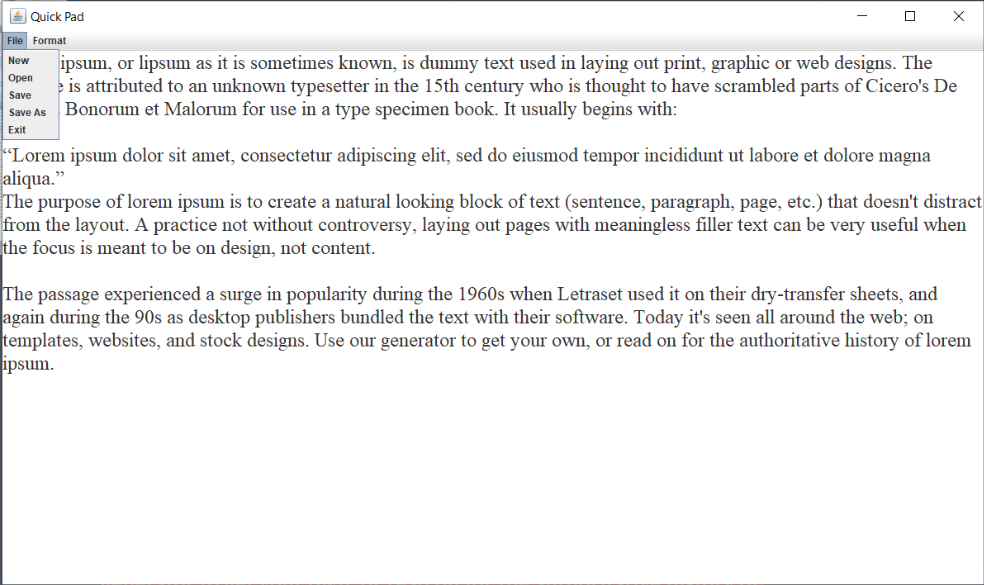 Quick Pad
File Format
New
Open
Save
Save As
Exit
ipsum, or lipsum as it is sometimes known, is dummy text used in laying out print, graphic or web designs. The
is attributed to an unknown typesetter in the 15th century who is thought to have scrambled parts of Cicero's De
Bonorum et Malorum for use in a type specimen book. It usually begins with:
“Lorem ipsum dolor sit amet, consectetur adipiscing elit, sed do eiusmod tempor incididunt ut labore et dolore magna
aliqua.”
The purpose of lorem ipsum is to create a natural looking block of text (sentence, paragraph, page, etc.) that doesn't distract
from the layout. A practice not without controversy, laying out pages with meaningless filler text can be very useful when
the focus is meant to be on design, not content.
The passage experienced a surge in popularity during the 1960s when Letraset used it on their dry-transfer sheets, and
again during the 90s as desktop publishers bundled the text with their software. Today it's seen all around the web; on
templates, websites, and stock designs. Use our generator to get your own, or read on for the authoritative history of lorem
ipsum.